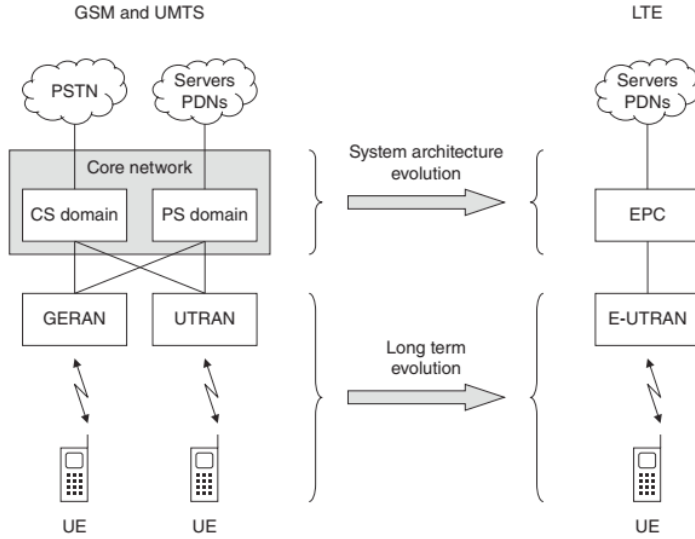 GSM and UMTS
LTE
PSTN
Servers
PDNs
Servers
PDNs
Core network
CS domain
PS domain
System architecture
evolution
EPC
GERAN
UTRAN
E-UTRAN
Long term
evolution
UE
UE
UE